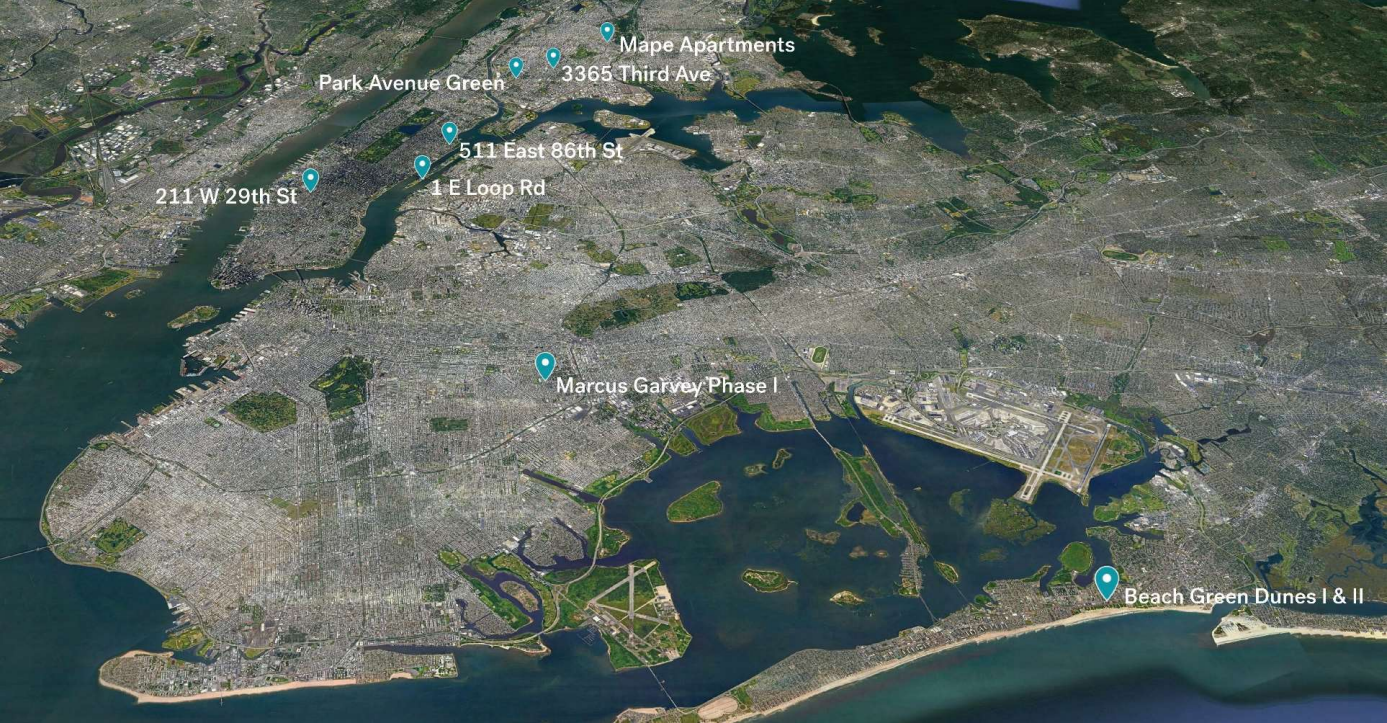 Mape Apartments
3365 Third Ave
Park Avenue Green
511 East 86th St
1 E Loop Rd
211 W 29th St
Marcus Garvey Phase I
Beach Green Dunes I & II